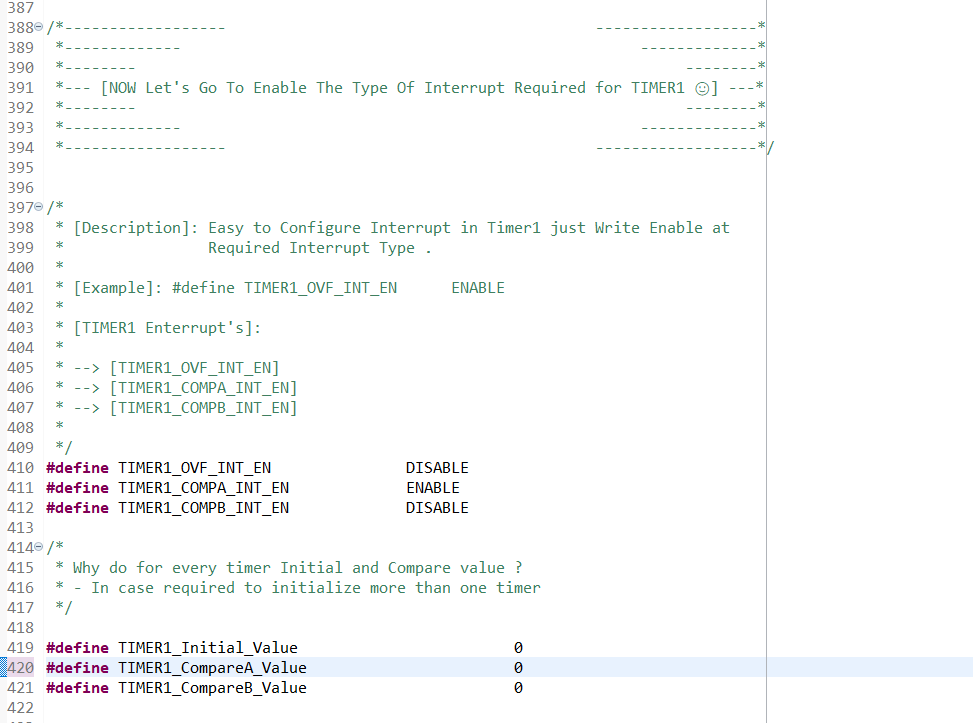 387
388 /*------------------ ------------------*
389 *------------- -------------*
390 *-------- --------*
391 *--- [NOW Let's Go To Enable The Type Of Interrupt Required for TIMER1 ☺] ---*
392 *-------- --------*
393 *------------- -------------*
394 *------------------ ------------------*/
395
396
397 /*
398 * [Description]: Easy to Configure Interrupt in Timer1 just Write Enable at
399 * Required Interrupt Type .
400 *
401 * [Example]: #define TIMER1_OVF_INT_EN ENABLE
402 *
403 * [TIMER1 Enterrupt's]:
404 *
405 * --> [TIMER1_OVF_INT_EN]
406 * --> [TIMER1_COMPA_INT_EN]
407 * --> [TIMER1_COMPB_INT_EN]
408 *
409 */
410 #define TIMER1_OVF_INT_EN DISABLE
411 #define TIMER1_COMPA_INT_EN ENABLE
412 #define TIMER1_COMPB_INT_EN DISABLE
413
414 /*
415 * Why do for every timer Initial and Compare value ?
416 * - In case required to initialize more than one timer
417 */
418
419 #define TIMER1_Initial_Value 0
420 #define TIMER1_CompareA_Value 0
421 #define TIMER1_CompareB_Value 0
422